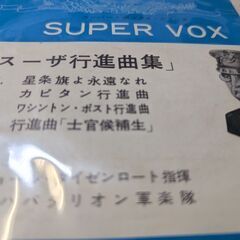 SUPER VOX
スーザ行進曲集」
星条旗よ永遠なれ
カピタン行進曲
ワシントン・ポスト行進曲
行進曲「士官候補生」
イゼンロート指揮
パリオン軍楽隊